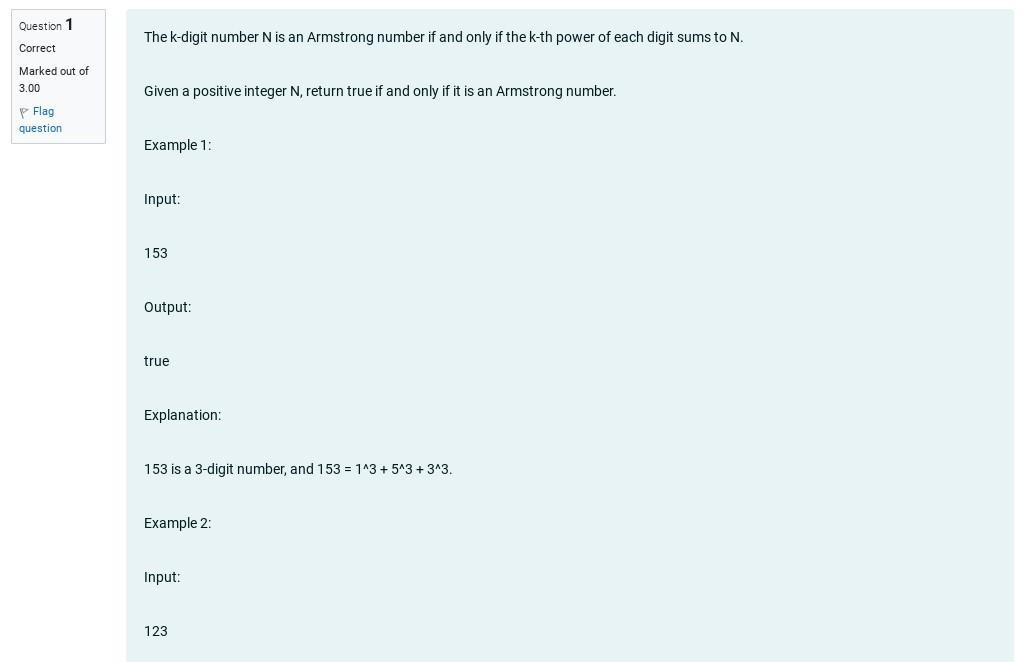 Question 1
Correct
Marked out of
3.00
Flag
question
The k-digit number N is an Armstrong number if and only if the k-th power of each digit sums to N.
Given a positive integer N, return true if and only if it is an Armstrong number.
Example 1:
Input:
153
Output:
true
Explanation:
153 is a 3-digit number, and 153 = 1^3 + 5^3 + 3^3.
Example 2:
Input:
123